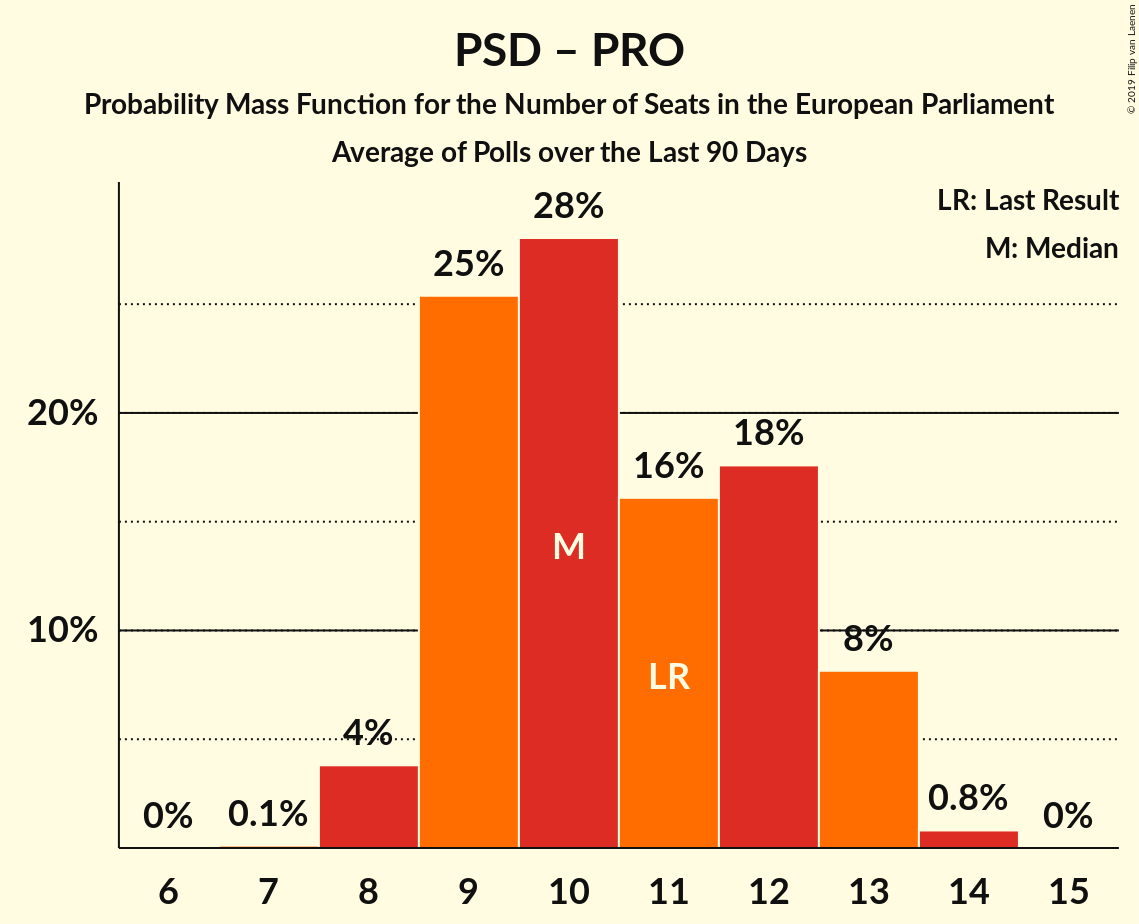 PSD – PRO
Probability Mass Function for the Number of Seats in the European Parliament
Average of Polls over the Last 90 Days
© 2019 Filip van Laenen
LR: Last Result
M: Median
28%
25%
20%
18%
16%
M
10%
8%
LR
4%
0%
0.1%
0.8%
0%
6 7 8 9 10 11 12 13 14 15